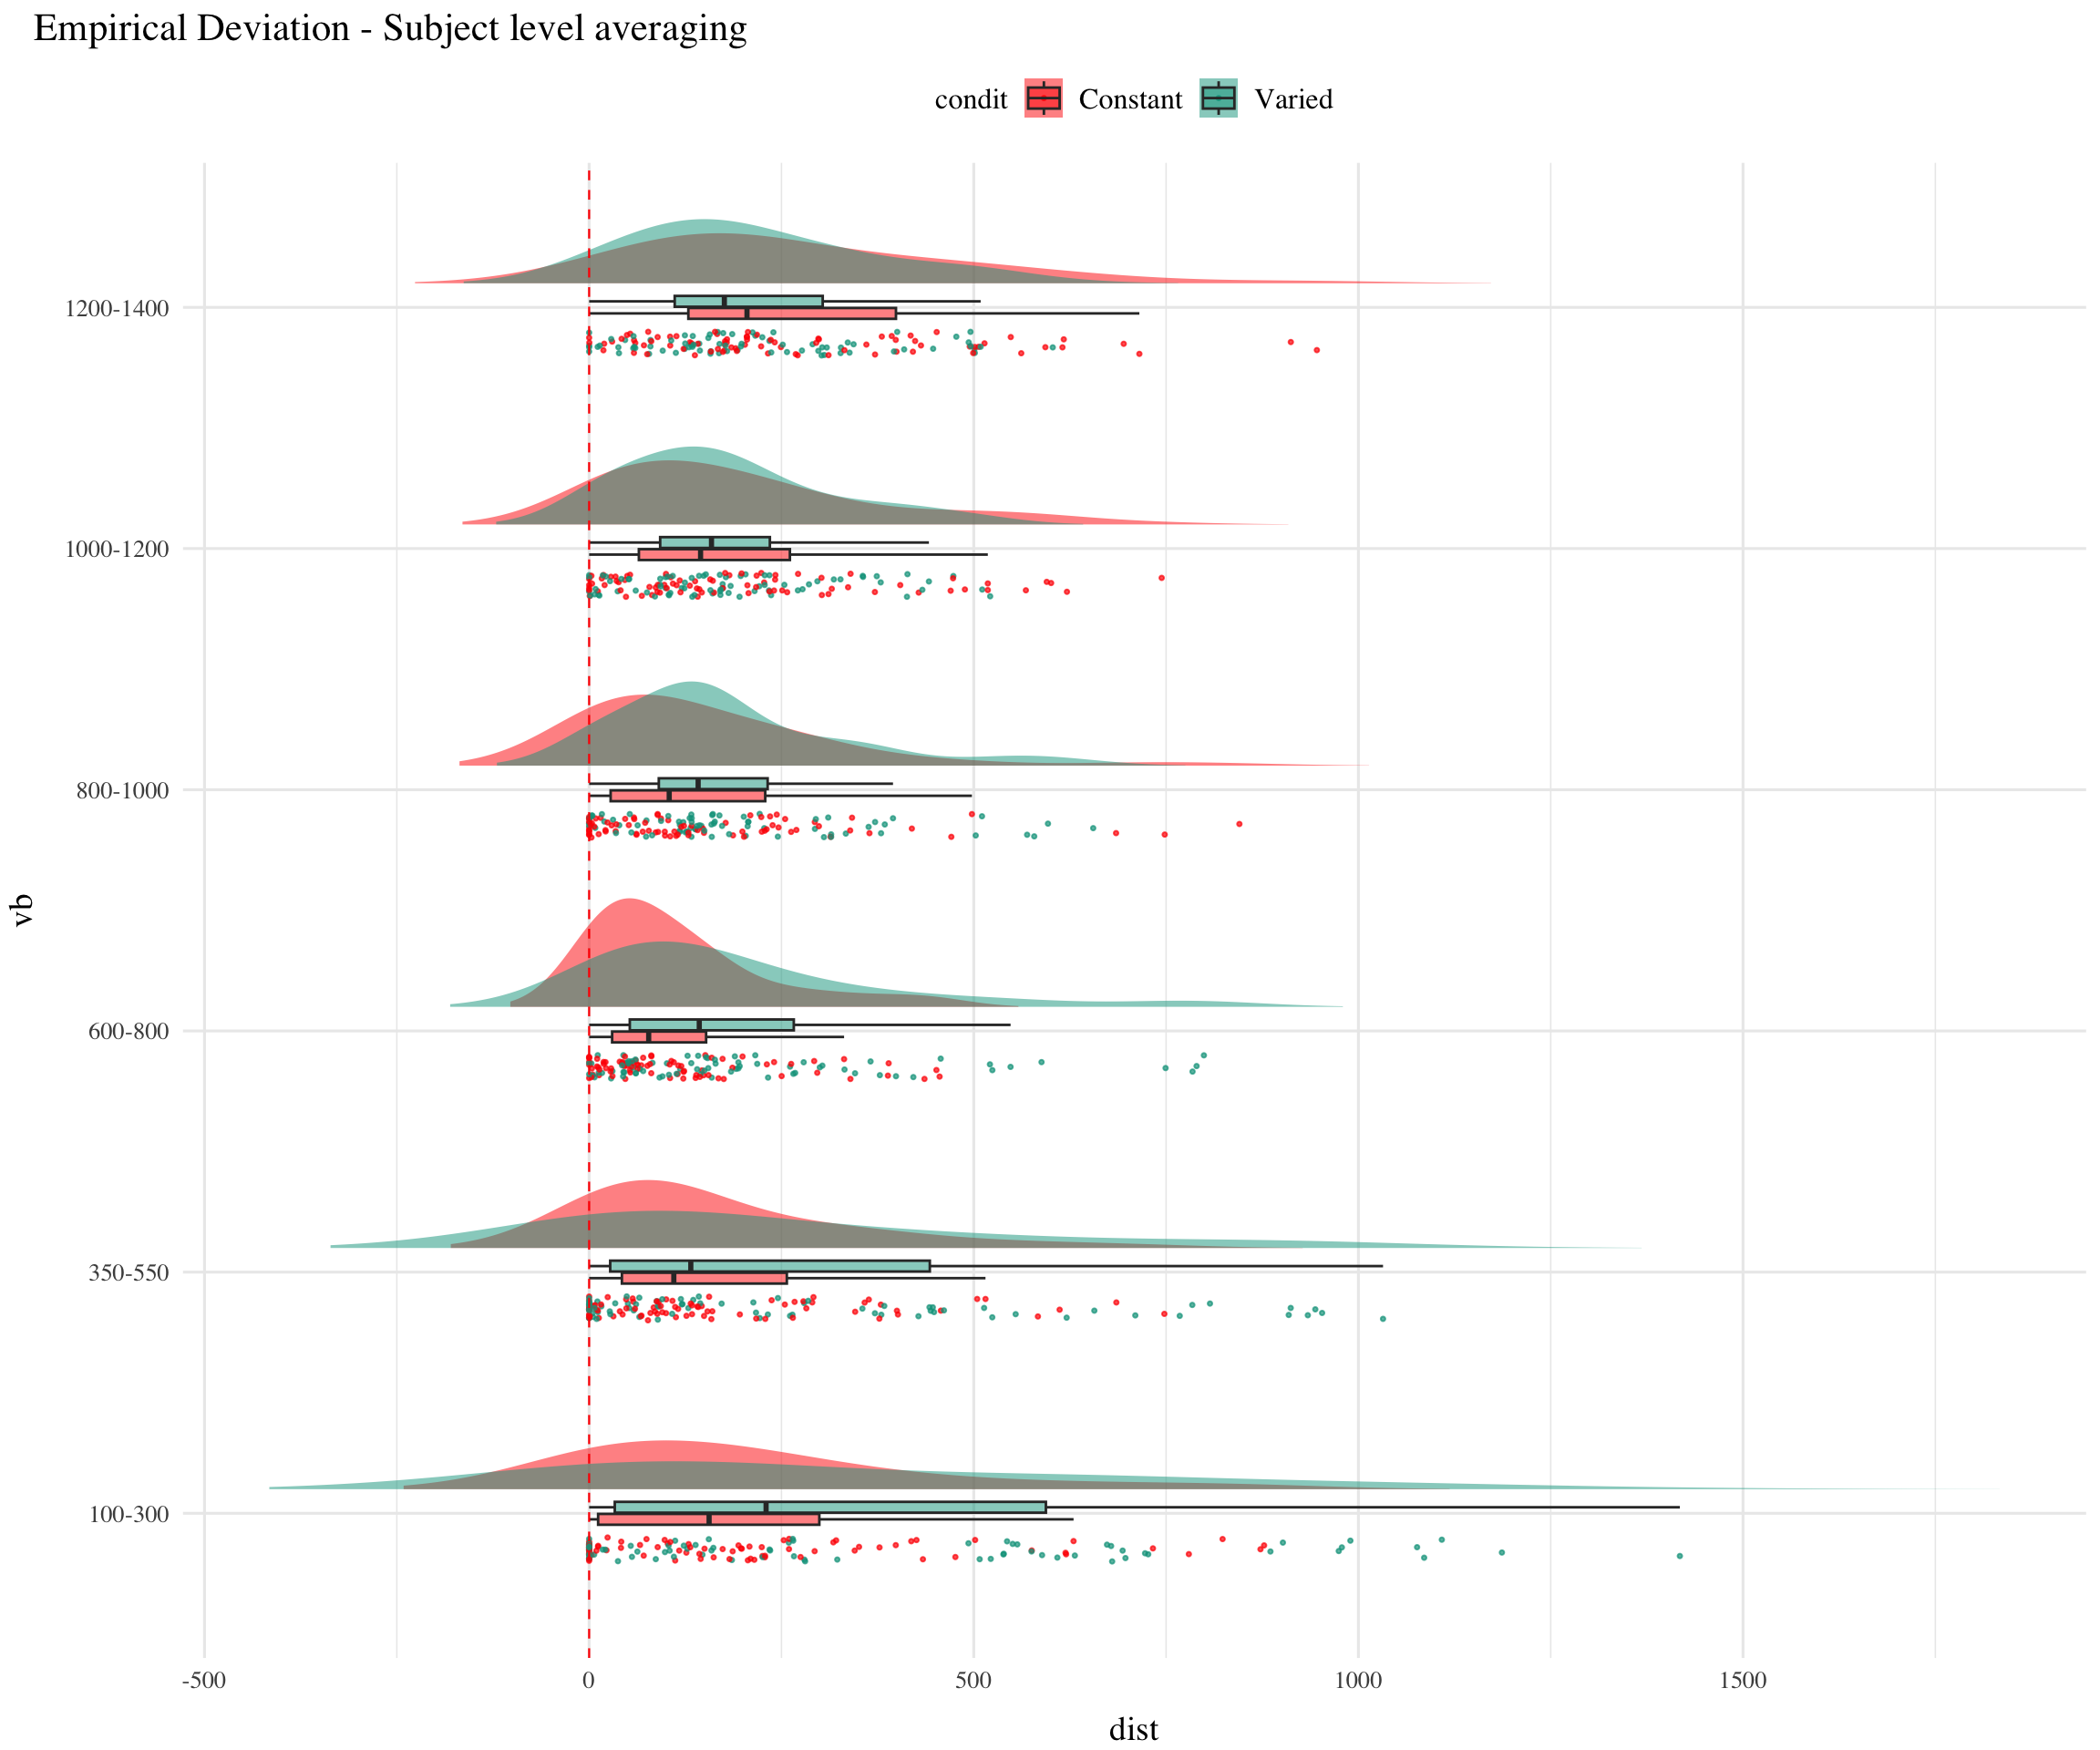 Empirical Deviation - Subject level averaging
condit Constant Varied
1200-1400
1000-1200
800-1000
vb
600-800
350-550
100-300
-500 0 500 1000 1500
dist